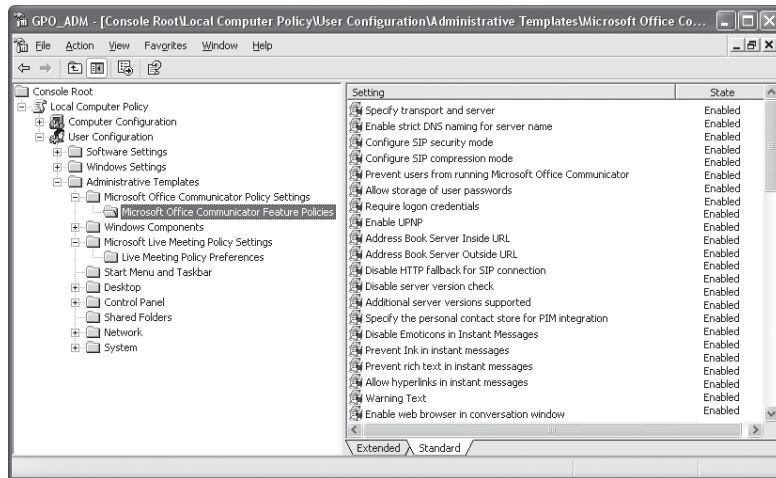 GPO_ADM - [Console Root\Local Computer Policy\User Configuration\Administrative Templates\Microsoft Office Co...
File Action View Favorites Window Help
Console Root
Local Computer Policy
Computer Configuration
User Configuration
Software Settings
Windows Settings
Administrative Templates
Microsoft Office Communicator Policy Settings
Microsoft Office Communicator Feature Policies
Windows Components
Microsoft Live Meeting Policy Settings
Live Meeting Policy Preferences
Start Menu and Taskbar
Desktop
Control Panel
Shared Folders
Network
System
Setting State
Specify transport and server Enabled
Enable strict DNS naming for server name Enabled
Configure SIP security mode Enabled
Configure SIP compression mode Enabled
Prevent users from running Microsoft Office Communicator Enabled
Allow storage of user passwords Enabled
Require logon credentials Enabled
Enable UPNP Enabled
Address Book Server Inside URL Enabled
Address Book Server Outside URL Enabled
Disable HTTP fallback for SIP connection Enabled
Disable server version check Enabled
Additional server versions supported Enabled
Specify the personal contact store for PIM integration Enabled
Disable Emoticons in Instant Messages Enabled
Prevent Ink in instant messages Enabled
Prevent rich text in instant messages Enabled
Allow hyperlinks in instant messages Enabled
Warning Text Enabled
Enable web browser in conversation window Enabled
Extended Standard